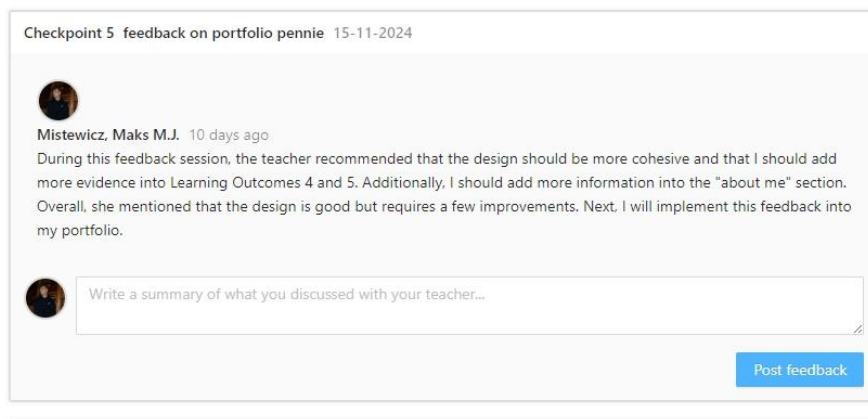 Checkpoint 5 feedback on portfolio pennie 15-11-2024
Mistewicz, Maks M.J. 10 days ago
During this feedback session, the teacher recommended that the design should be more cohesive and that I should add
more evidence into Learning Outcomes 4 and 5. Additionally, I should add more information into the "about me" section.
Overall, she mentioned that the design is good but requires a few improvements. Next, I will implement this feedback into
my portfolio.
Write a summary of what you discussed with your teacher...
Post feedback